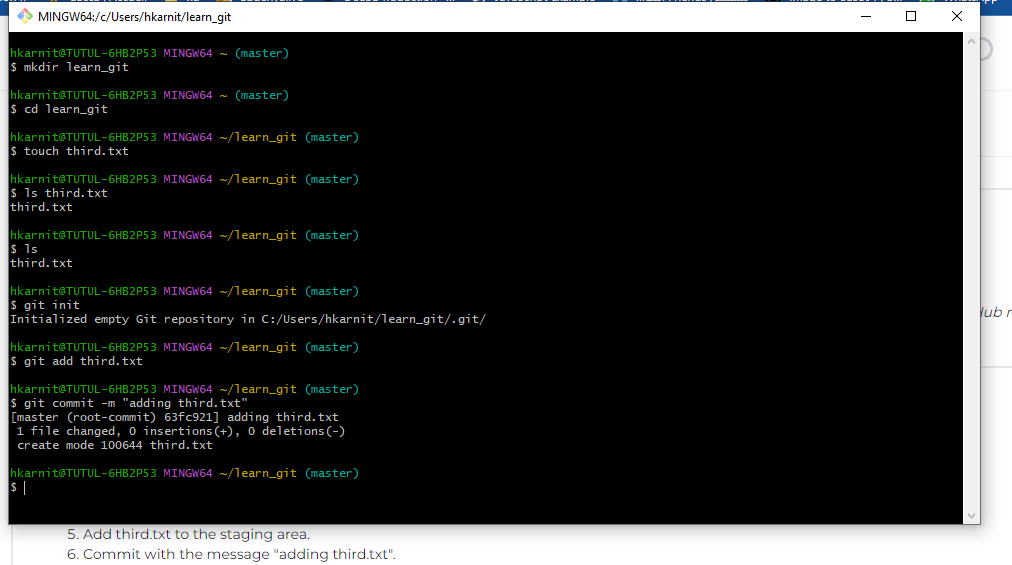 MINGW64:/c/Users/hkarnit/learn_git
hkarnit@TUTUL-6HB2P53 MINGW64 ~ (master)
$ mkdir learn_git
hkarnit@TUTUL-6HB2P53 MINGW64 ~ (master)
$ cd learn_git
hkarnit@TUTUL-6HB2P53 MINGW64 ~/learn_git (master)
$ touch third.txt
hkarnit@TUTUL-6HB2P53 MINGW64 ~/learn_git (master)
$ ls third.txt
third.txt
hkarnit@TUTUL-6HB2P53 MINGW64 ~/learn_git (master)
$ ls
third.txt
hkarnit@TUTUL-6HB2P53 MINGW64 ~/learn_git (master)
$ git init
Initialized empty Git repository in C:/Users/hkarnit/learn_git/.git/
hkarnit@TUTUL-6HB2P53 MINGW64 ~/learn_git (master)
$ git add third.txt
hkarnit@TUTUL-6HB2P53 MINGW64 ~/learn_git (master)
$ git commit -m "adding third.txt"
[master (root-commit) 63fc921] adding third.txt
 1 file changed, 0 insertions(+), 0 deletions(-)
 create mode 100644 third.txt
hkarnit@TUTUL-6HB2P53 MINGW64 ~/learn_git (master)
$
5. Add third.txt to the staging area.
6. Commit with the message "adding third.txt".